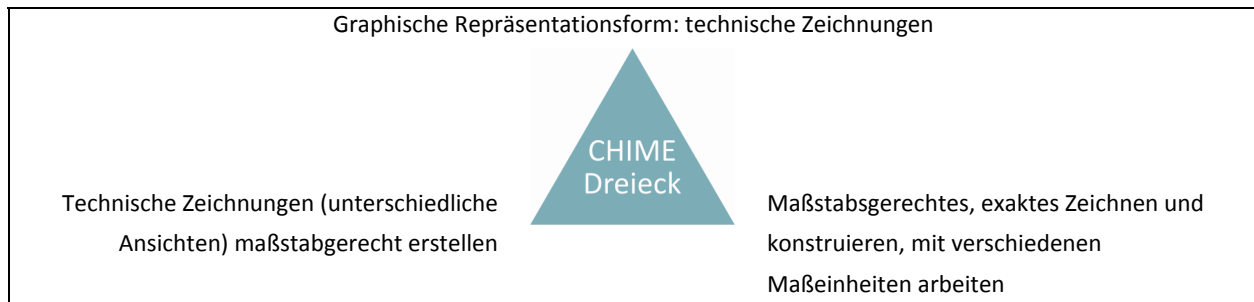 Graphische Repräsentationsform: technische Zeichnungen
CHIME
Dreieck
Technische Zeichnungen (unterschiedliche
Ansichten) maßstabgerecht erstellen
Maßstabsgerechtes, exaktes Zeichnen und
konstruieren, mit verschiedenen
Maßeinheiten arbeiten